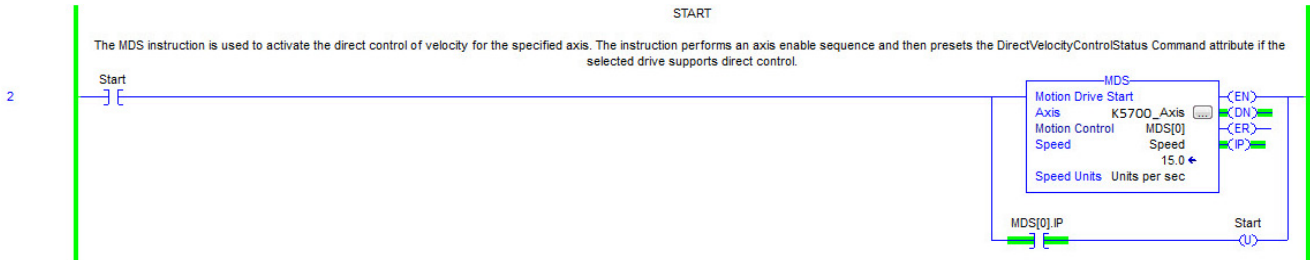 START
The MDS instruction is used to activate the direct control of velocity for the specified axis. The instruction performs an axis enable sequence and then presets the DirectVelocityControlStatus Command attribute if the
selected drive supports direct control.
2
Start
MDS
Motion Drive Start
Axis K5700_Axis ...
Motion Control MDS[0]
Speed Speed
15.0
Speed Units Units per sec
EN
DN
ER
IP
MDS[0].IP
Start
U